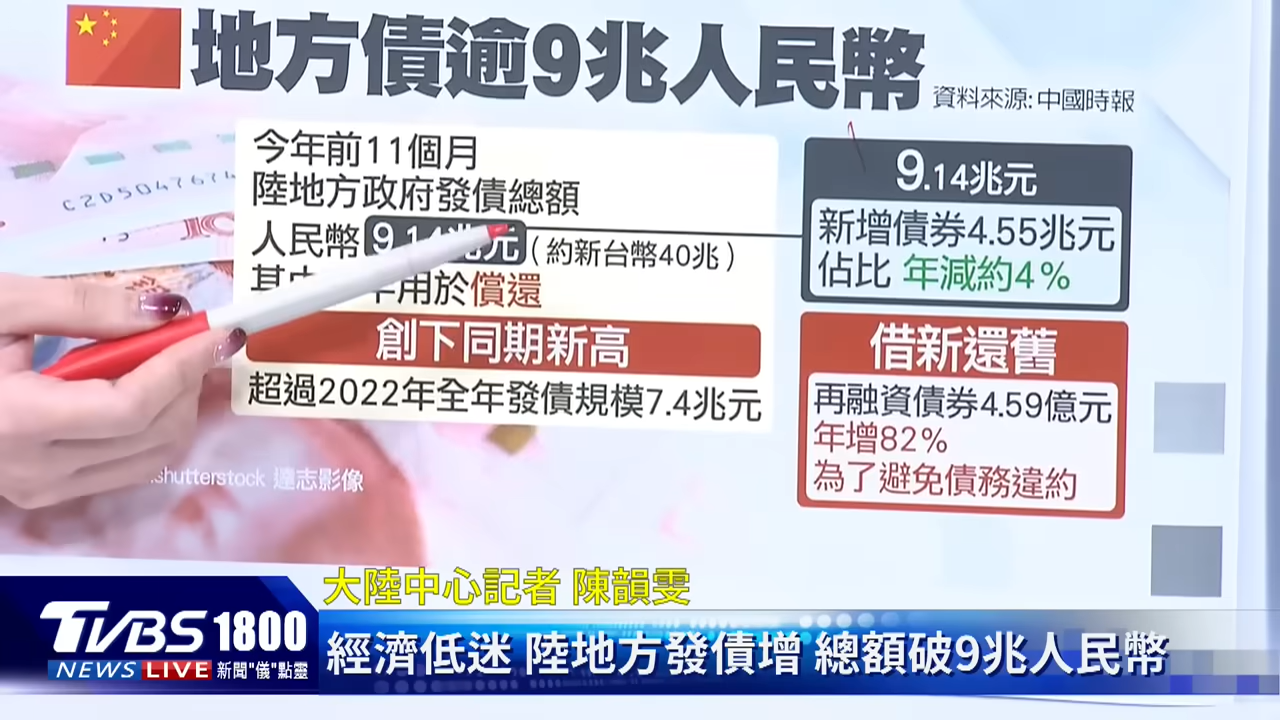 地方債逾9兆人民幣
資料來源:中國時報
C2D5047674
今年前11個月
陸地方政府發債總額
人民幣9.14兆元(約新台幣40兆)
用於償還
創下同期新高
超過2022年全年發債規模7.4兆元
9.14兆元
新增債券4.55兆元
佔比 年減約4%
借新還舊
再融資債券4.59億元
年增82%
為了避免債務違約
shutterstock 達志影像
大陸中心記者 陳韻雯
TVBS 1800
NEWS LIVE 新聞"儀"點靈
經濟低迷 陸地方發債增 總額破9兆人民幣